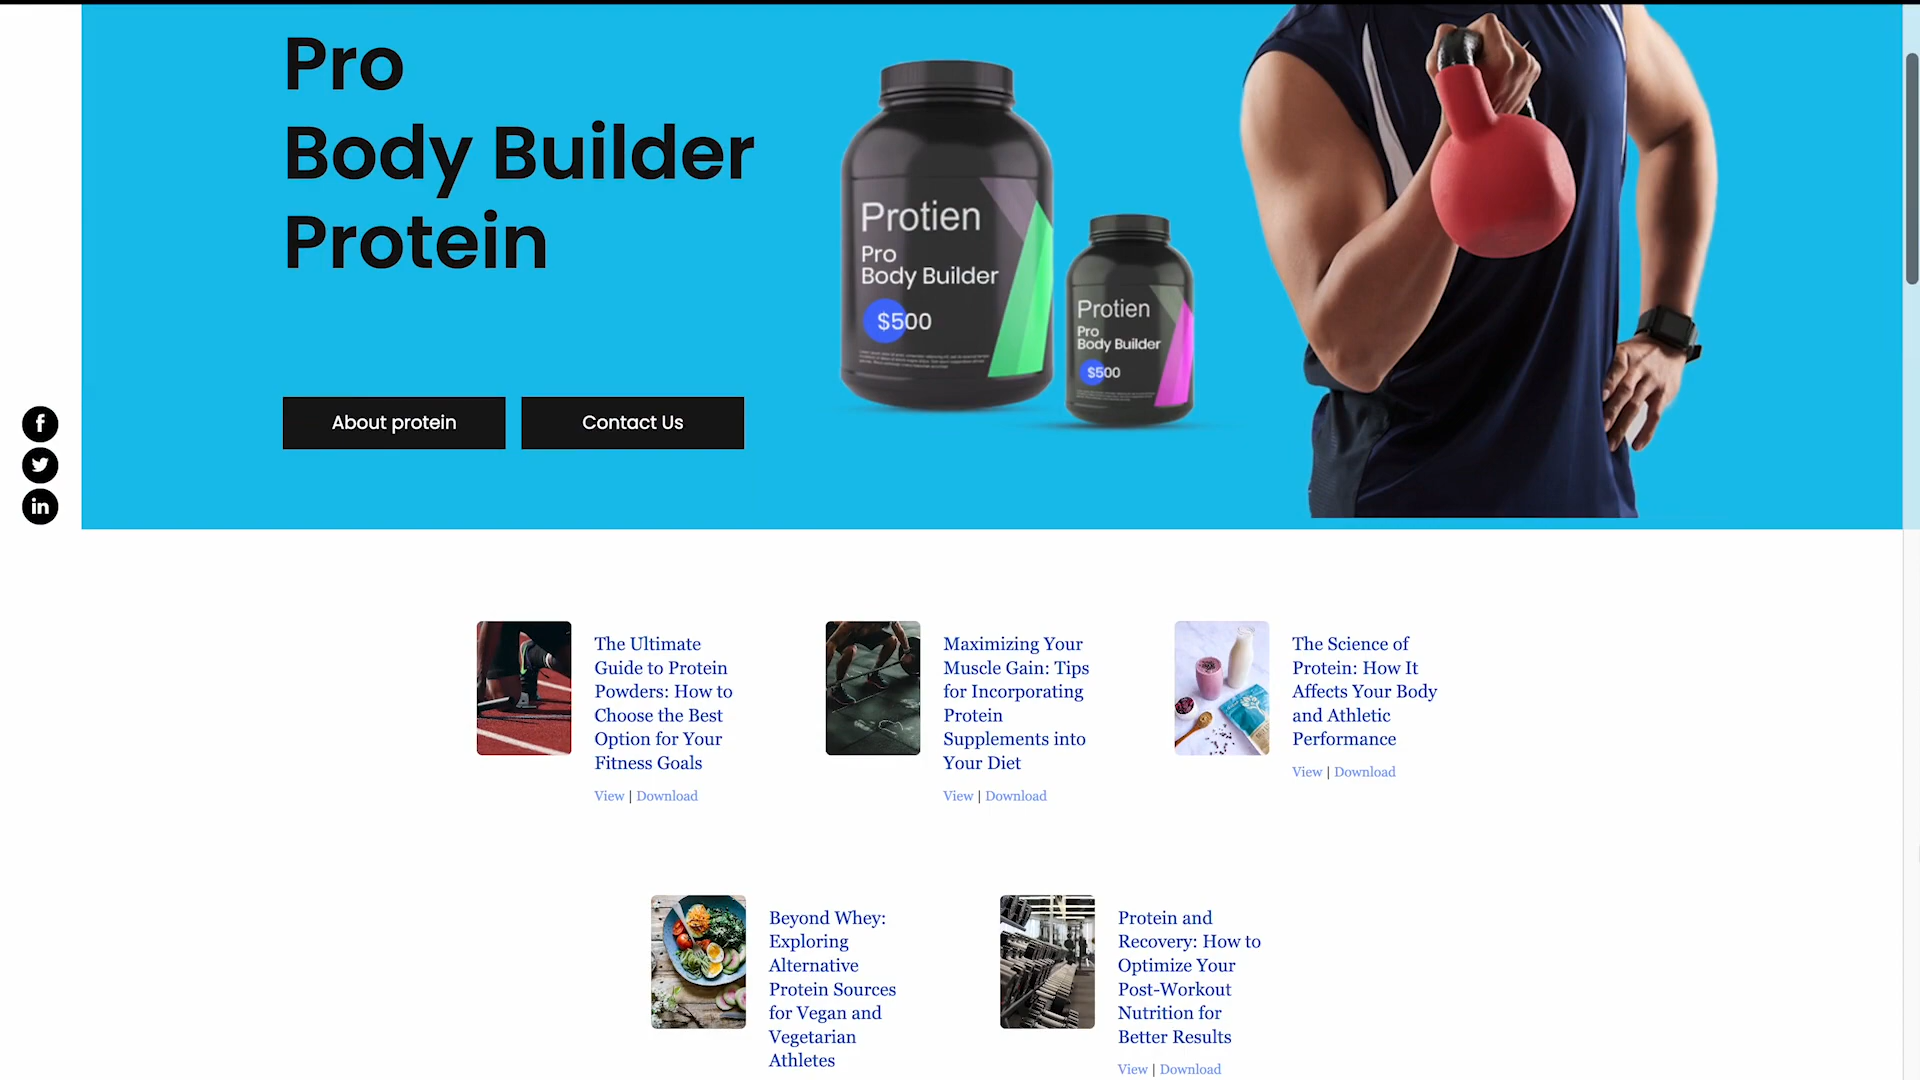 Pro
Body Builder
Protein
About protein
Contact Us
Protien
Pro
Body Builder
$500
Protien
Pro
Body Builder
$500
f
in
The Ultimate
Guide to Protein
Powders: How to
Choose the Best
Option for Your
Fitness Goals
View | Download
Maximizing Your
Muscle Gain: Tips
for Incorporating
Protein
Supplements into
Your Diet
View | Download
The Science of
Protein: How It
Affects Your Body
and Athletic
Performance
View | Download
Beyond Whey:
Exploring
Alternative
Protein Sources
for Vegan and
Vegetarian
Athletes
Protein and
Recovery: How to
Optimize Your
Post-Workout
Nutrition for
Better Results
View | Download